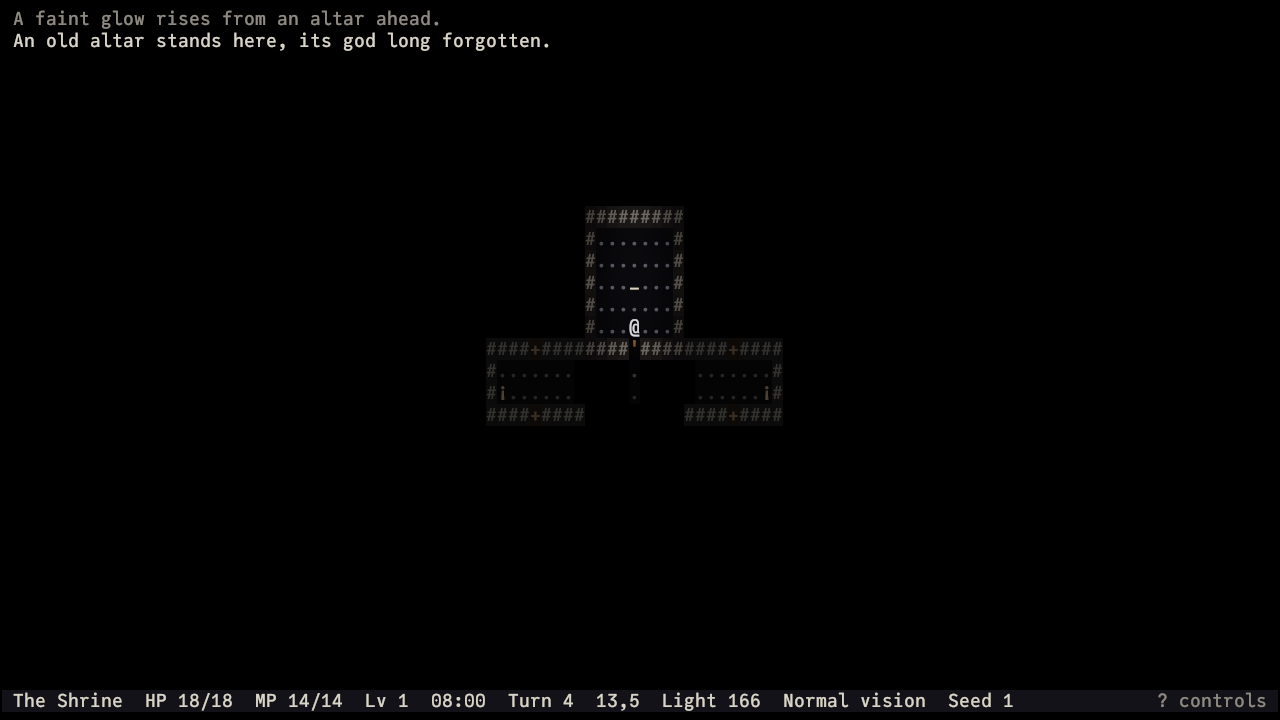 A faint glow rises from an altar ahead.
An old altar stands here, its god long forgotten.
##########
#.......#
#.......#
#..._...#
#.......#
#...@...#
####+########'########+####
#....... . .......#
#i...... . ......i#
####+#### ####+####
The Shrine HP 18/18 MP 14/14 Lv 1 08:00 Turn 4 13,5 Light 166 Normal vision Seed 1 ? controls